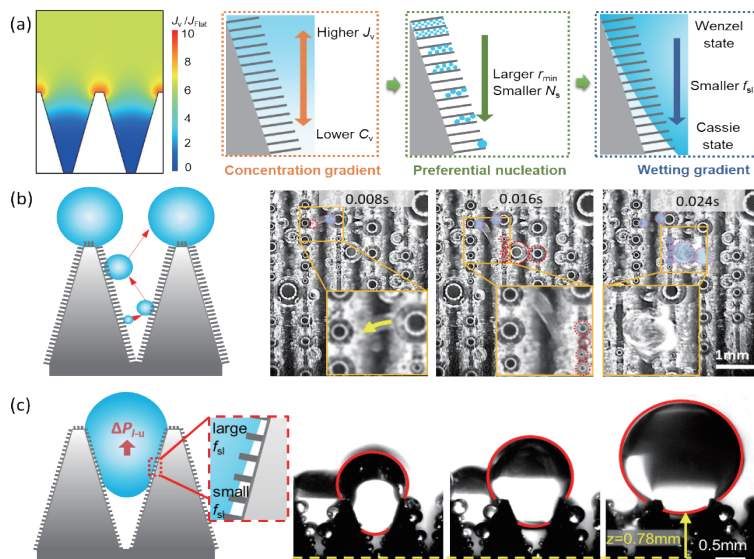 (a)
J_v /J_Flat
10
8
6
4
2
0
Higher J_v
Lower C_v
Concentration gradient
Larger r_min
Smaller N_s
Preferential nucleation
Wenzel
state
Smaller f_sl
Cassie
state
Wetting gradient
(b)
0.008s
0.016s
0.024s
1mm
(c)
ΔP_l-u
large
f_sl
small
f_sl
z=0.78mm
0.5mm